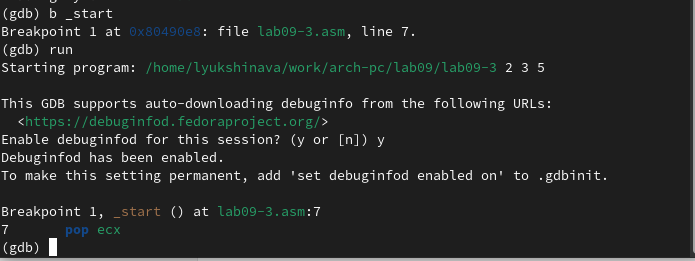 (gdb) b _start
Breakpoint 1 at 0x80490e8: file lab09-3.asm, line 7.
(gdb) run
Starting program: /home/lyukshinava/work/arch-pc/lab09/lab09-3 2 3 5
This GDB supports auto-downloading debuginfo from the following URLs:
<https://debuginfod.fedoraproject.org/>
Enable debuginfod for this session? (y or [n]) y
Debuginfod has been enabled.
To make this setting permanent, add 'set debuginfod enabled on' to .gdbinit.
Breakpoint 1, _start () at lab09-3.asm:7
7 pop ecx
(gdb)